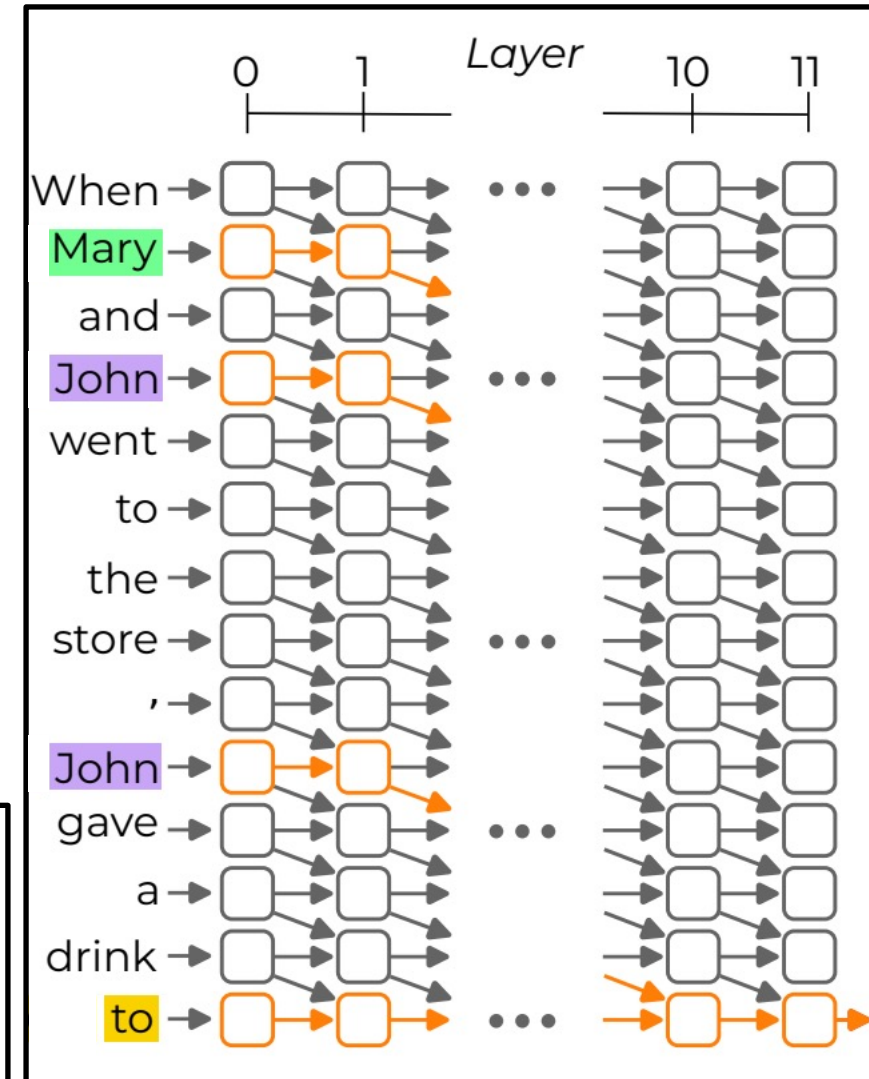 Layer
0 1 10 11
When
Mary
and
John
went
to
the
store
,
John
gave
a
drink
to